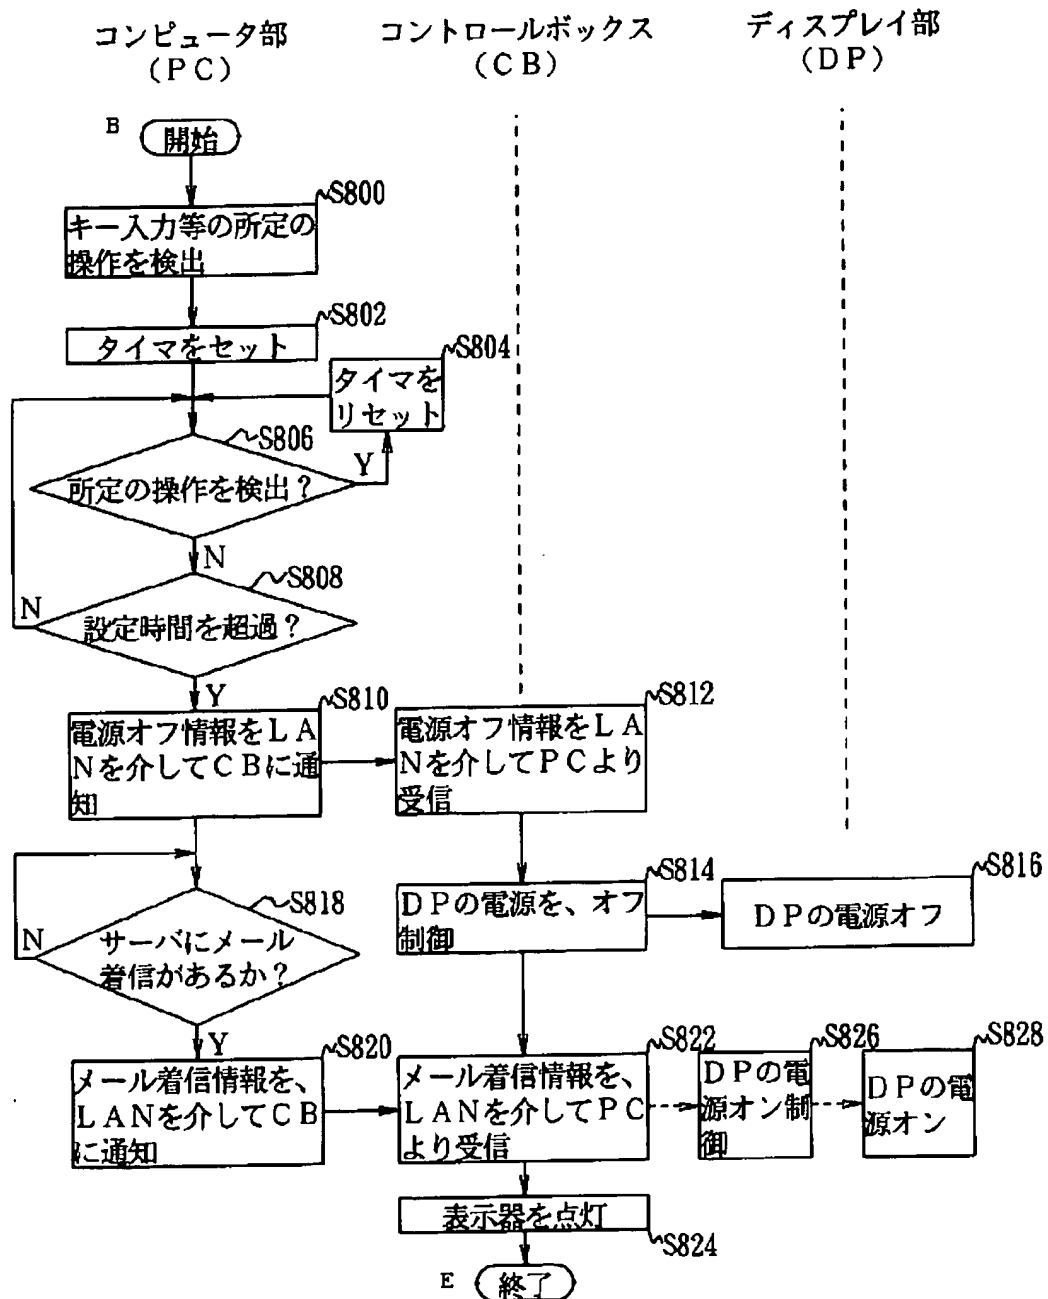 コンピュータ部
（ＰＣ）
コントロールボックス
（ＣＢ）
ディスプレイ部
（ＤＰ）
B
開始
S800
キー入力等の所定の
操作を検出
S802
タイマをセット
S804
タイマを
リセット
S806
所定の操作を検出？
Y
N
S808
設定時間を超過？
N
Y
S810
電源オフ情報をＬＡ
Ｎを介してＣＢに通
知
S812
電源オフ情報をＬＡ
Ｎを介してＰＣより
受信
S814
ＤＰの電源を、オフ
制御
S816
ＤＰの電源オフ
S818
サーバにメール
着信があるか？
N
Y
S820
メール着信情報を、
ＬＡＮを介してＣＢ
に通知
S822
メール着信情報を、
ＬＡＮを介してＰＣ
より受信
S826
ＤＰの電
源オン制
御
S828
ＤＰの電
源オン
表示器を点灯
S824
E
終了